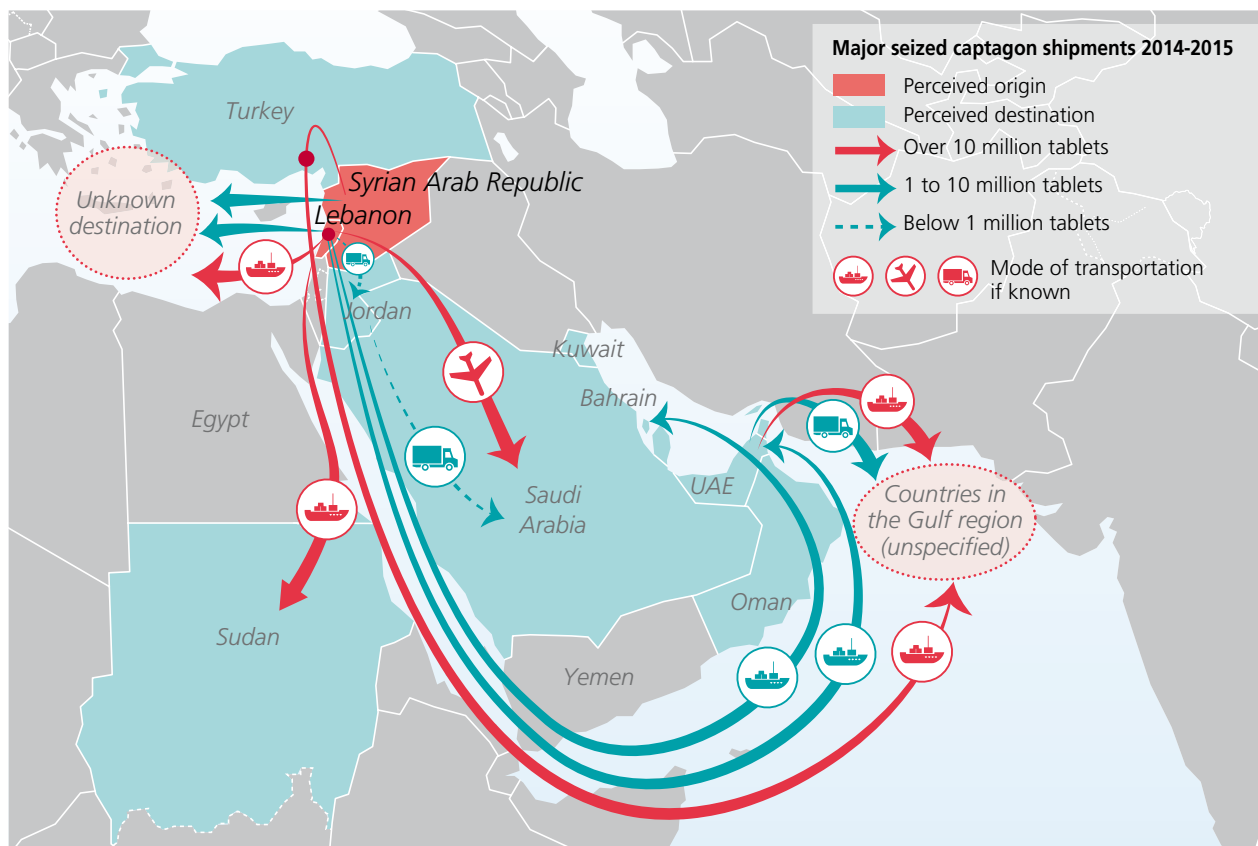 Major seized captagon shipments 2014-2015
Perceived origin
Perceived destination
Over 10 million tablets
1 to 10 million tablets
Below 1 million tablets
Mode of transportation
if known
Turkey
Syrian Arab Republic
Lebanon
Unknown
destination
Jordan
Kuwait
Bahrain
Egypt
UAE
Saudi
Arabia
Countries in
the Gulf region
(unspecified)
Oman
Sudan
Yemen